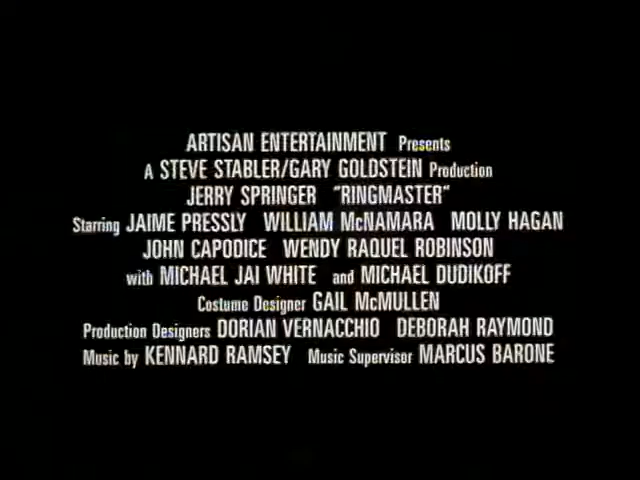 ARTISAN ENTERTAINMENT Presents
A STEVE STABLER/GARY GOLDSTEIN Production
JERRY SPRINGER "RINGMASTER"
Starring JAIME PRESSLY WILLIAM McNAMARA MOLLY HAGAN
JOHN CAPODICE WENDY RAQUEL ROBINSON
with MICHAEL JAI WHITE and MICHAEL DUDIKOFF
Costume Designer GAIL McMULLEN
Production Designers DORIAN VERNACCHIO DEBORAH RAYMOND
Music by KENNARD RAMSEY Music Supervisor MARCUS BARONE